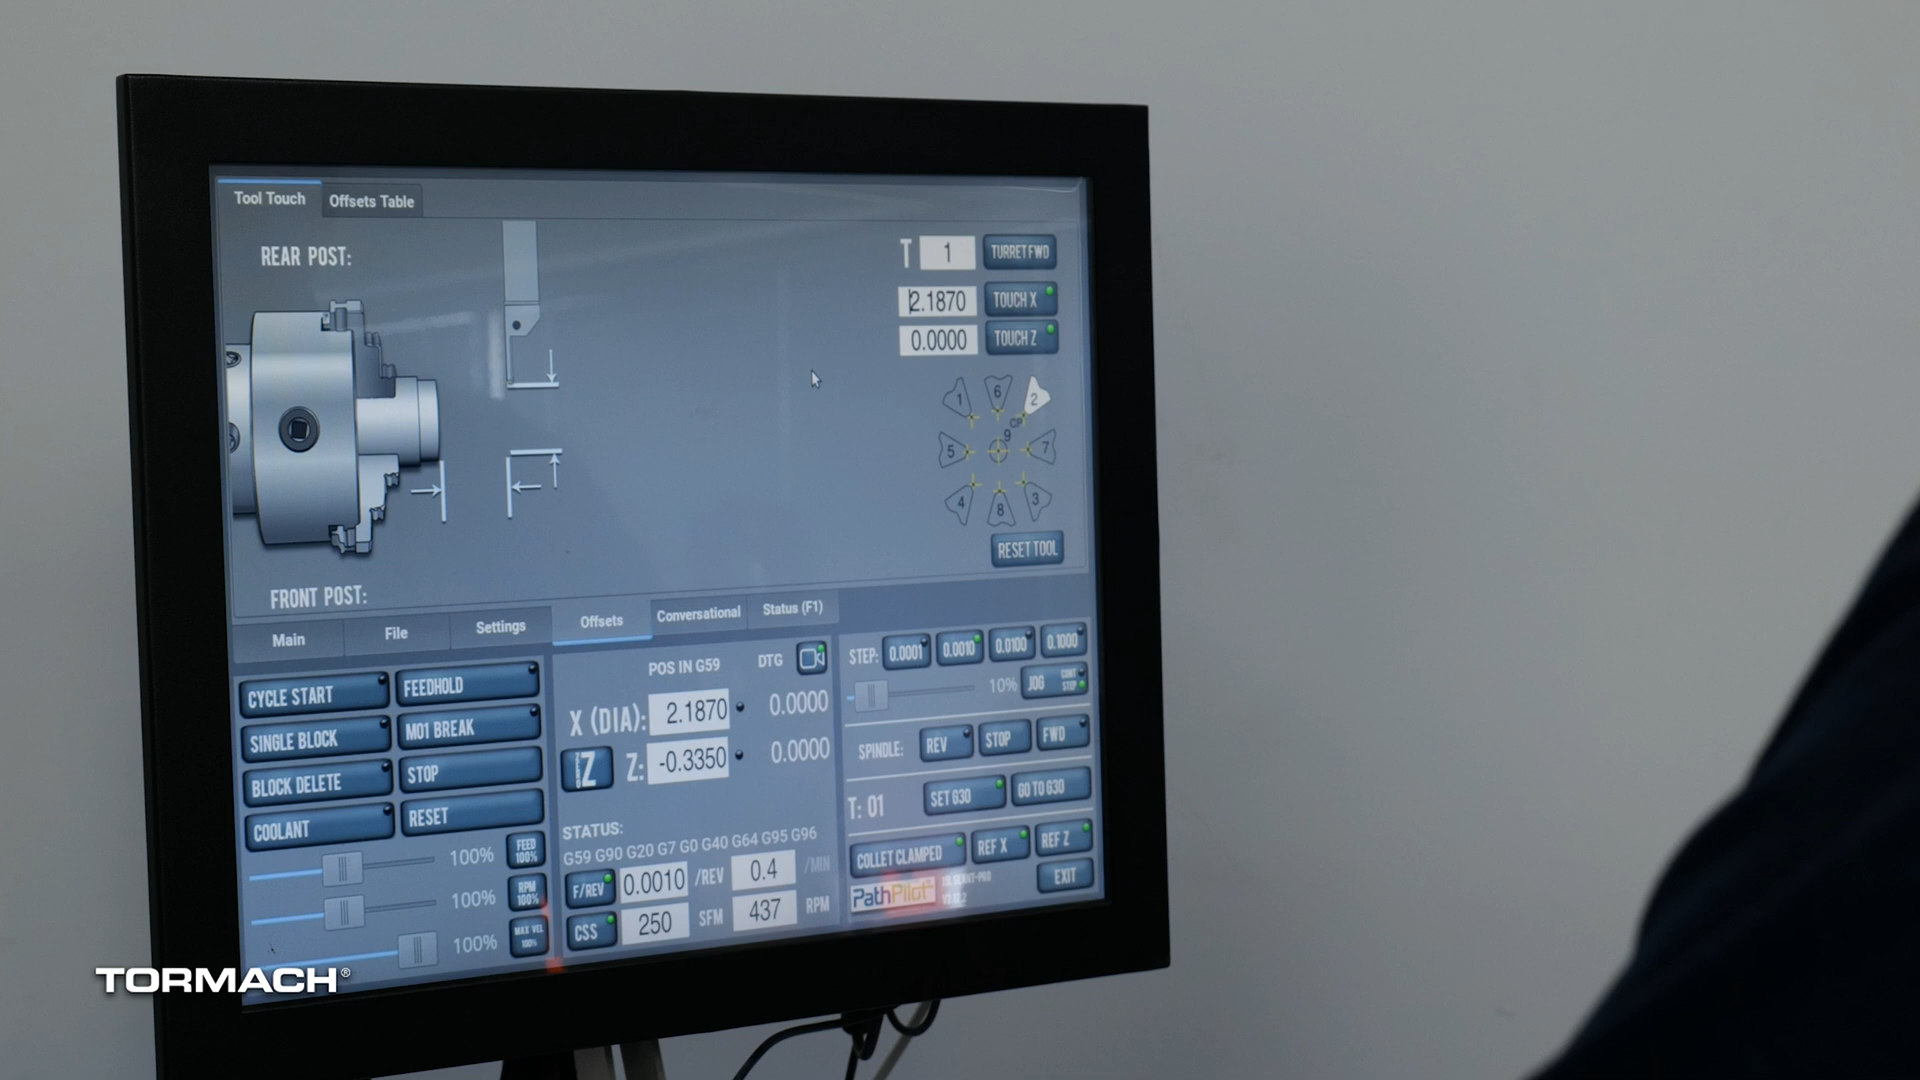 Tool Touch Offsets Table
REAR POST:
T 1 TURRET FWD
2.1870 TOUCH X
0.0000 TOUCH Z
1 6 2
CP
9
5 7
4 8 3
RESET TOOL
FRONT POST:
Main File Settings Offsets Conversational Status (F1)
CYCLE START FEEDHOLD
SINGLE BLOCK M01 BREAK
BLOCK DELETE STOP
COOLANT RESET
100% FEED 100%
100% RPM 100%
100% MAX VEL 100%
POS IN G59 DTG
X (DIA): 2.1870 0.0000
Z Z: -0.3350 0.0000
STATUS:
G59 G90 G20 G7 G0 G40 G64 G95 G96
F/REV 0.0010 /REV 0.4 /MIN
CSS 250 SFM 437 RPM
STEP: 0.0001 0.0010 0.0100 0.1000
10% JOG CONT STEP
SPINDLE: REV STOP FWD
T: 01 SET G30 GO TO G30
COLLET CLAMPED REF X REF Z
PathPilot EXIT
TORMACH®